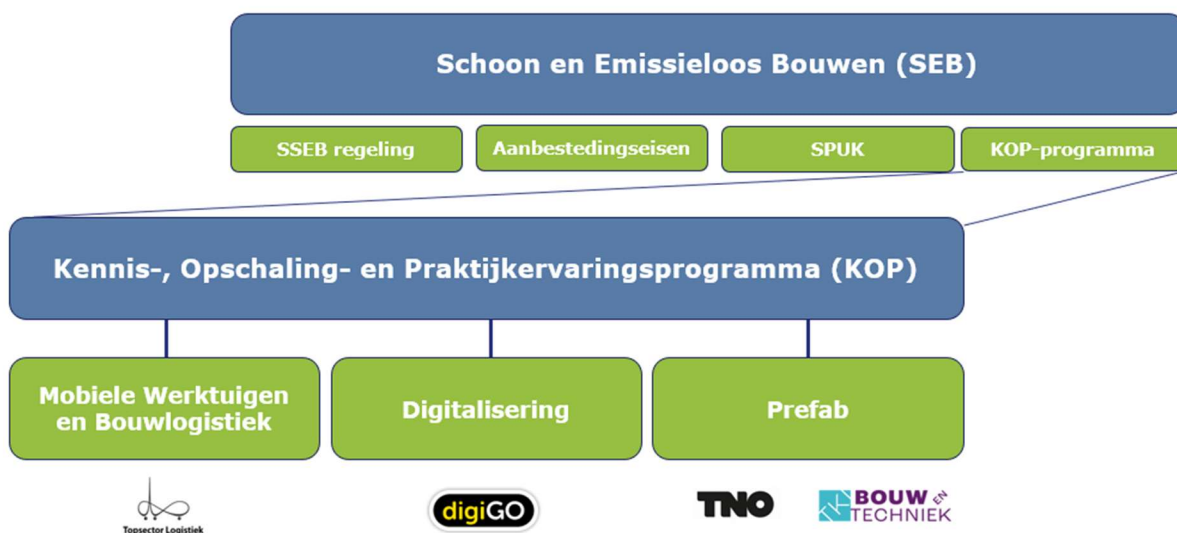 Schoon en Emissieloos Bouwen (SEB)
SSEB regeling
Aanbestedingseisen
SPUK
KOP-programma
Kennis-, Opschaling- en Praktijkervaringsprogramma (KOP)
Mobiele Werktuigen
en Bouwlogistiek
Digitalisering
Prefab
Topsector Logistiek
digiGO
TNO
BOUW EN
TECHNIEK